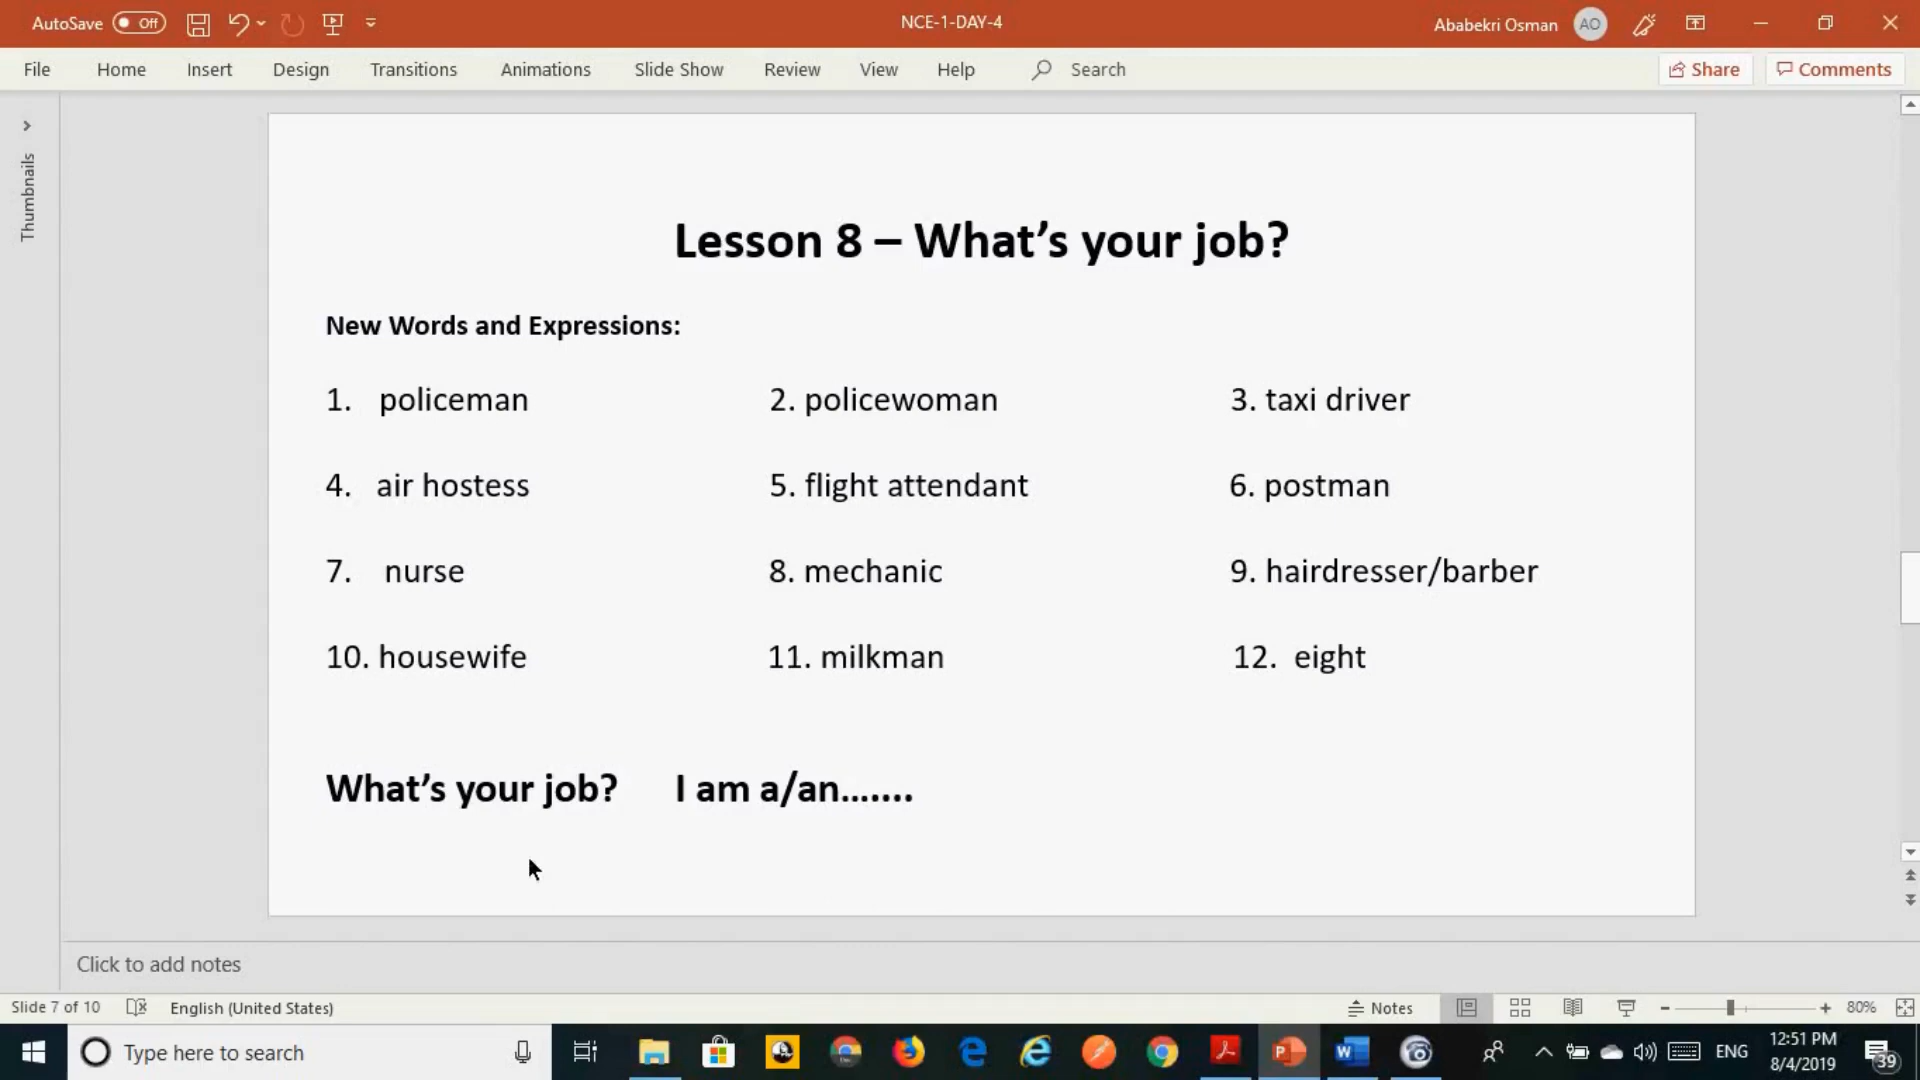 AutoSave Off NCE-1-DAY-4 Ababekri Osman AO
File Home Insert Design Transitions Animations Slide Show Review View Help Search Share Comments
Thumbnails
Lesson 8 – What's your job?
New Words and Expressions:
1. policeman 2. policewoman 3. taxi driver
4. air hostess 5. flight attendant 6. postman
7. nurse 8. mechanic 9. hairdresser/barber
10. housewife 11. milkman 12. eight
What's your job? I am a/an.......
Click to add notes
Slide 7 of 10 English (United States) Notes 80%
Type here to search ENG 12:51 PM
8/4/2019 39